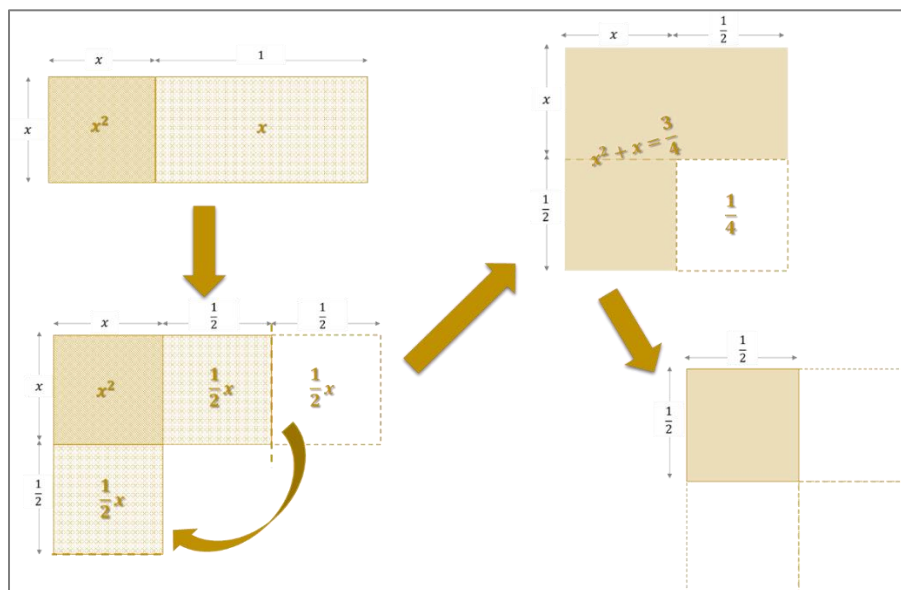 x 1
x x² x
x 1/2 1/2
x x² 1/2 x 1/2 x
1/2 1/2 x
x 1/2
x x² + x = 3/4
1/2 1/4
1/2
1/2